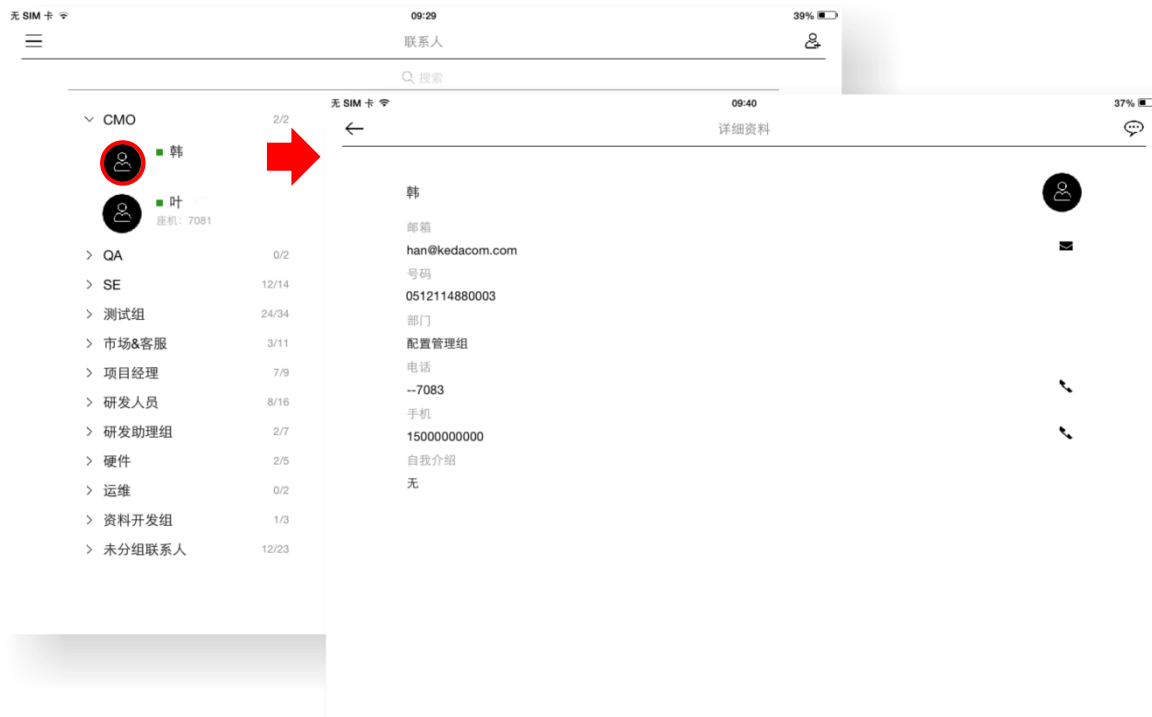 无 SIM 卡 09:29 39%
联系人
搜索
CMO 2/2
韩
叶
座机: 7081
QA 0/2
SE 12/14
测试组 24/34
市场&客服 3/11
项目经理 7/9
研发人员 8/16
研发助理组 2/7
硬件 2/5
运维 0/2
资料开发组 1/3
未分组联系人 12/23
无 SIM 卡 09:40 37%
详细资料
韩
邮箱
han@kedacom.com
号码
0512114880003
部门
配置管理组
电话
--7083
手机
15000000000
自我介绍
无